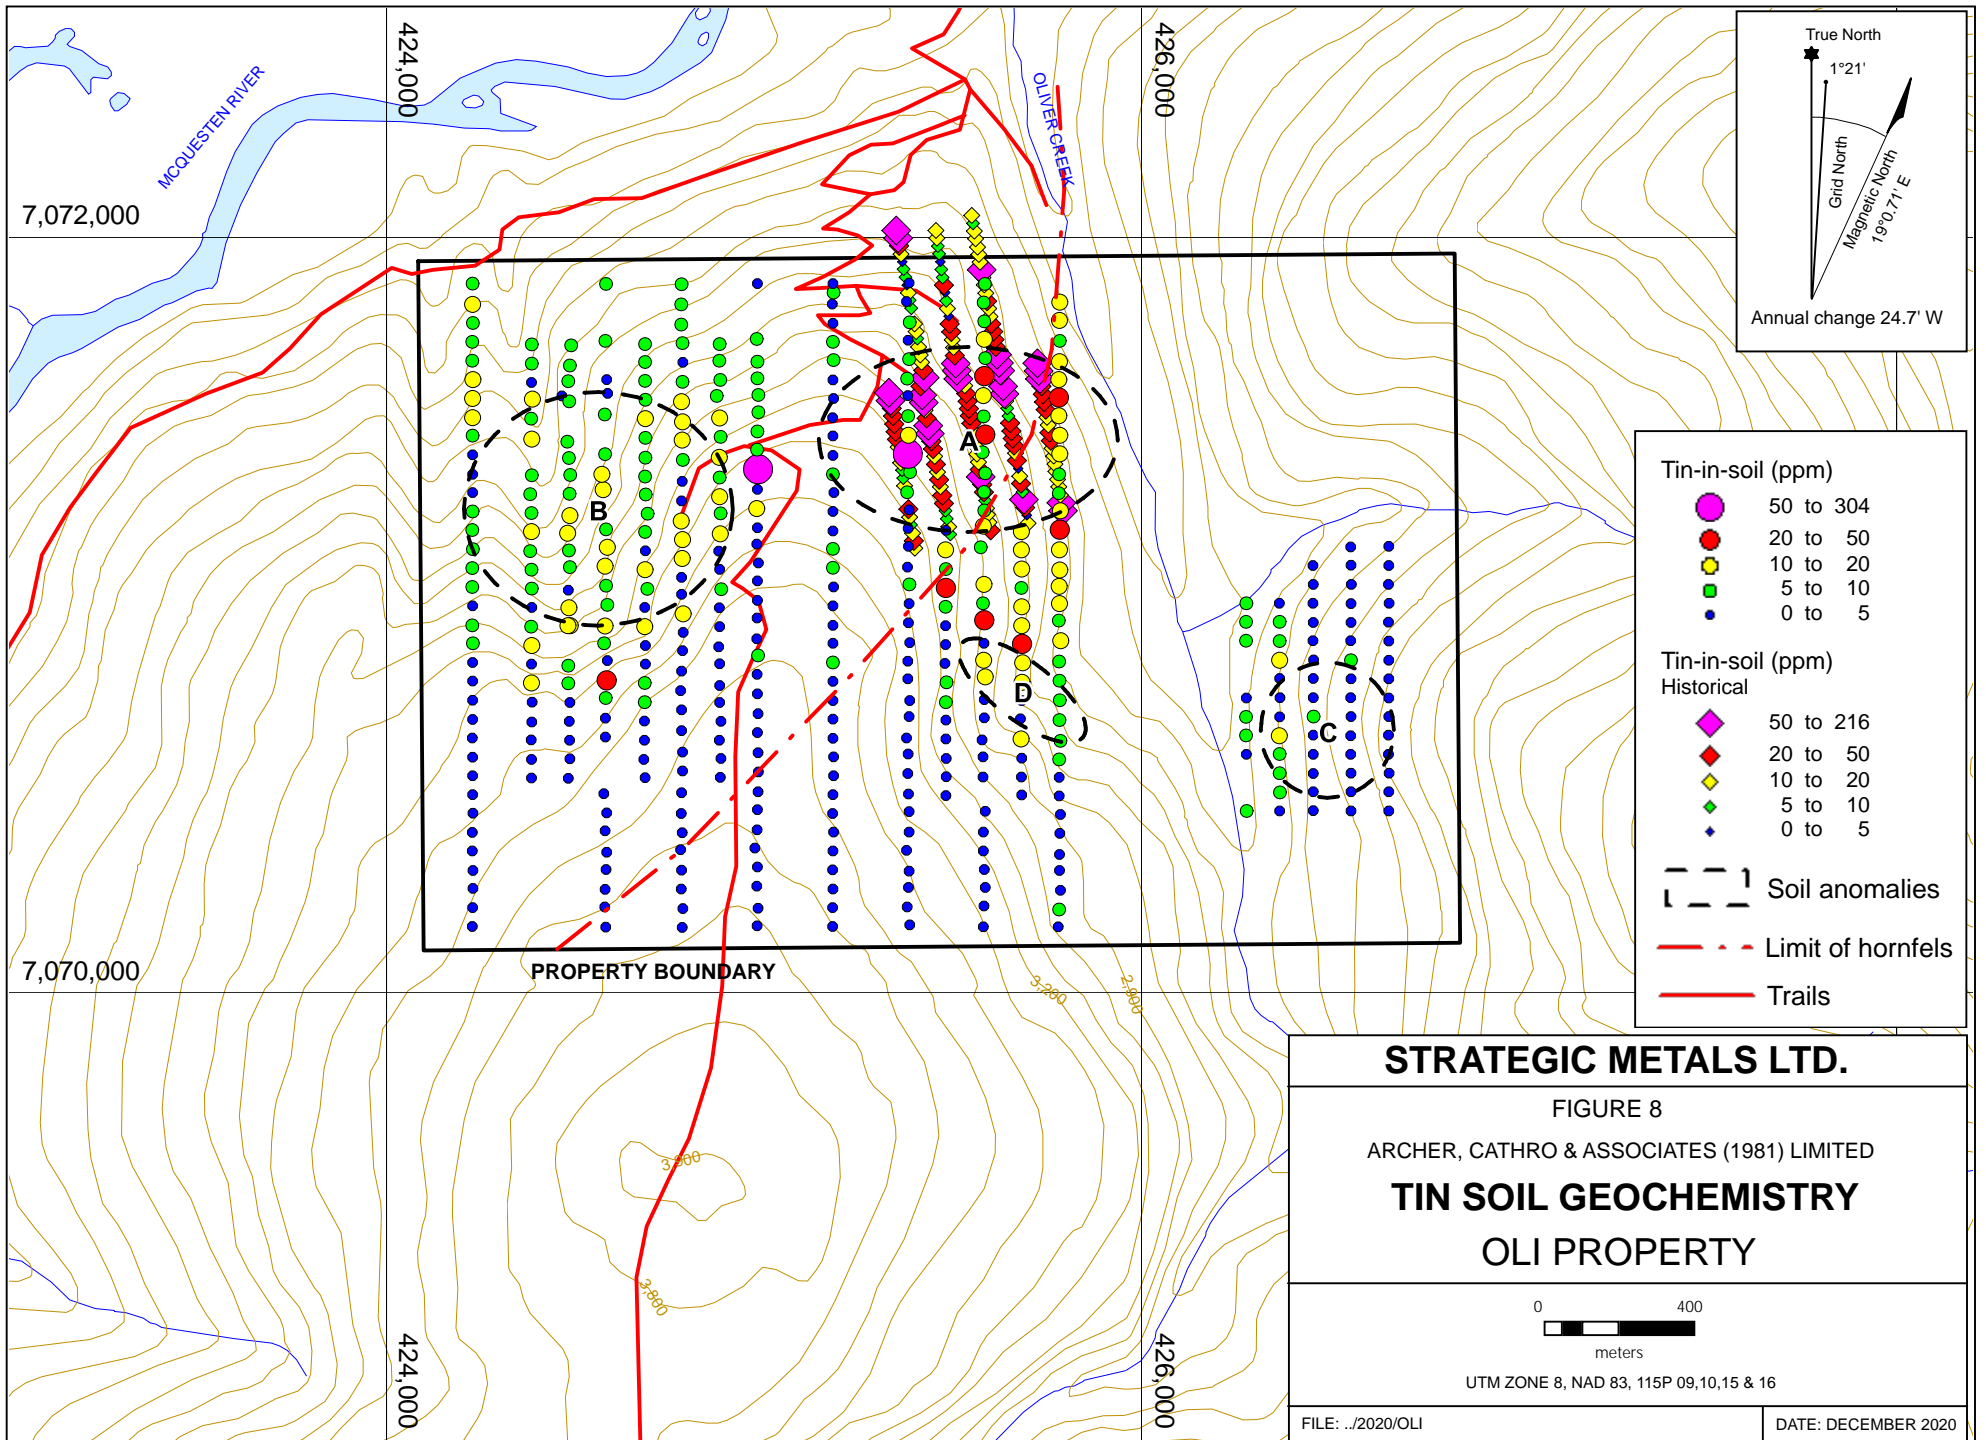 424,000
426,000
MCQUESTEN RIVER
OLIVER CREEK
7,072,000
True North
1°21'
Grid North
Magnetic North
19°0.71' E
Annual change 24.7' W
A
B
C
D
Tin-in-soil (ppm)
50 to 304
20 to 50
10 to 20
5 to 10
0 to 5
Tin-in-soil (ppm)
Historical
50 to 216
20 to 50
10 to 20
5 to 10
0 to 5
Soil anomalies
Limit of hornfels
Trails
7,070,000
PROPERTY BOUNDARY
3,200
2,900
3,800
424,000
426,000
STRATEGIC METALS LTD.
FIGURE 8
ARCHER, CATHRO & ASSOCIATES (1981) LIMITED
TIN SOIL GEOCHEMISTRY
OLI PROPERTY
0 400
meters
UTM ZONE 8, NAD 83, 115P 09,10,15 & 16
FILE: ../2020/OLI
DATE: DECEMBER 2020